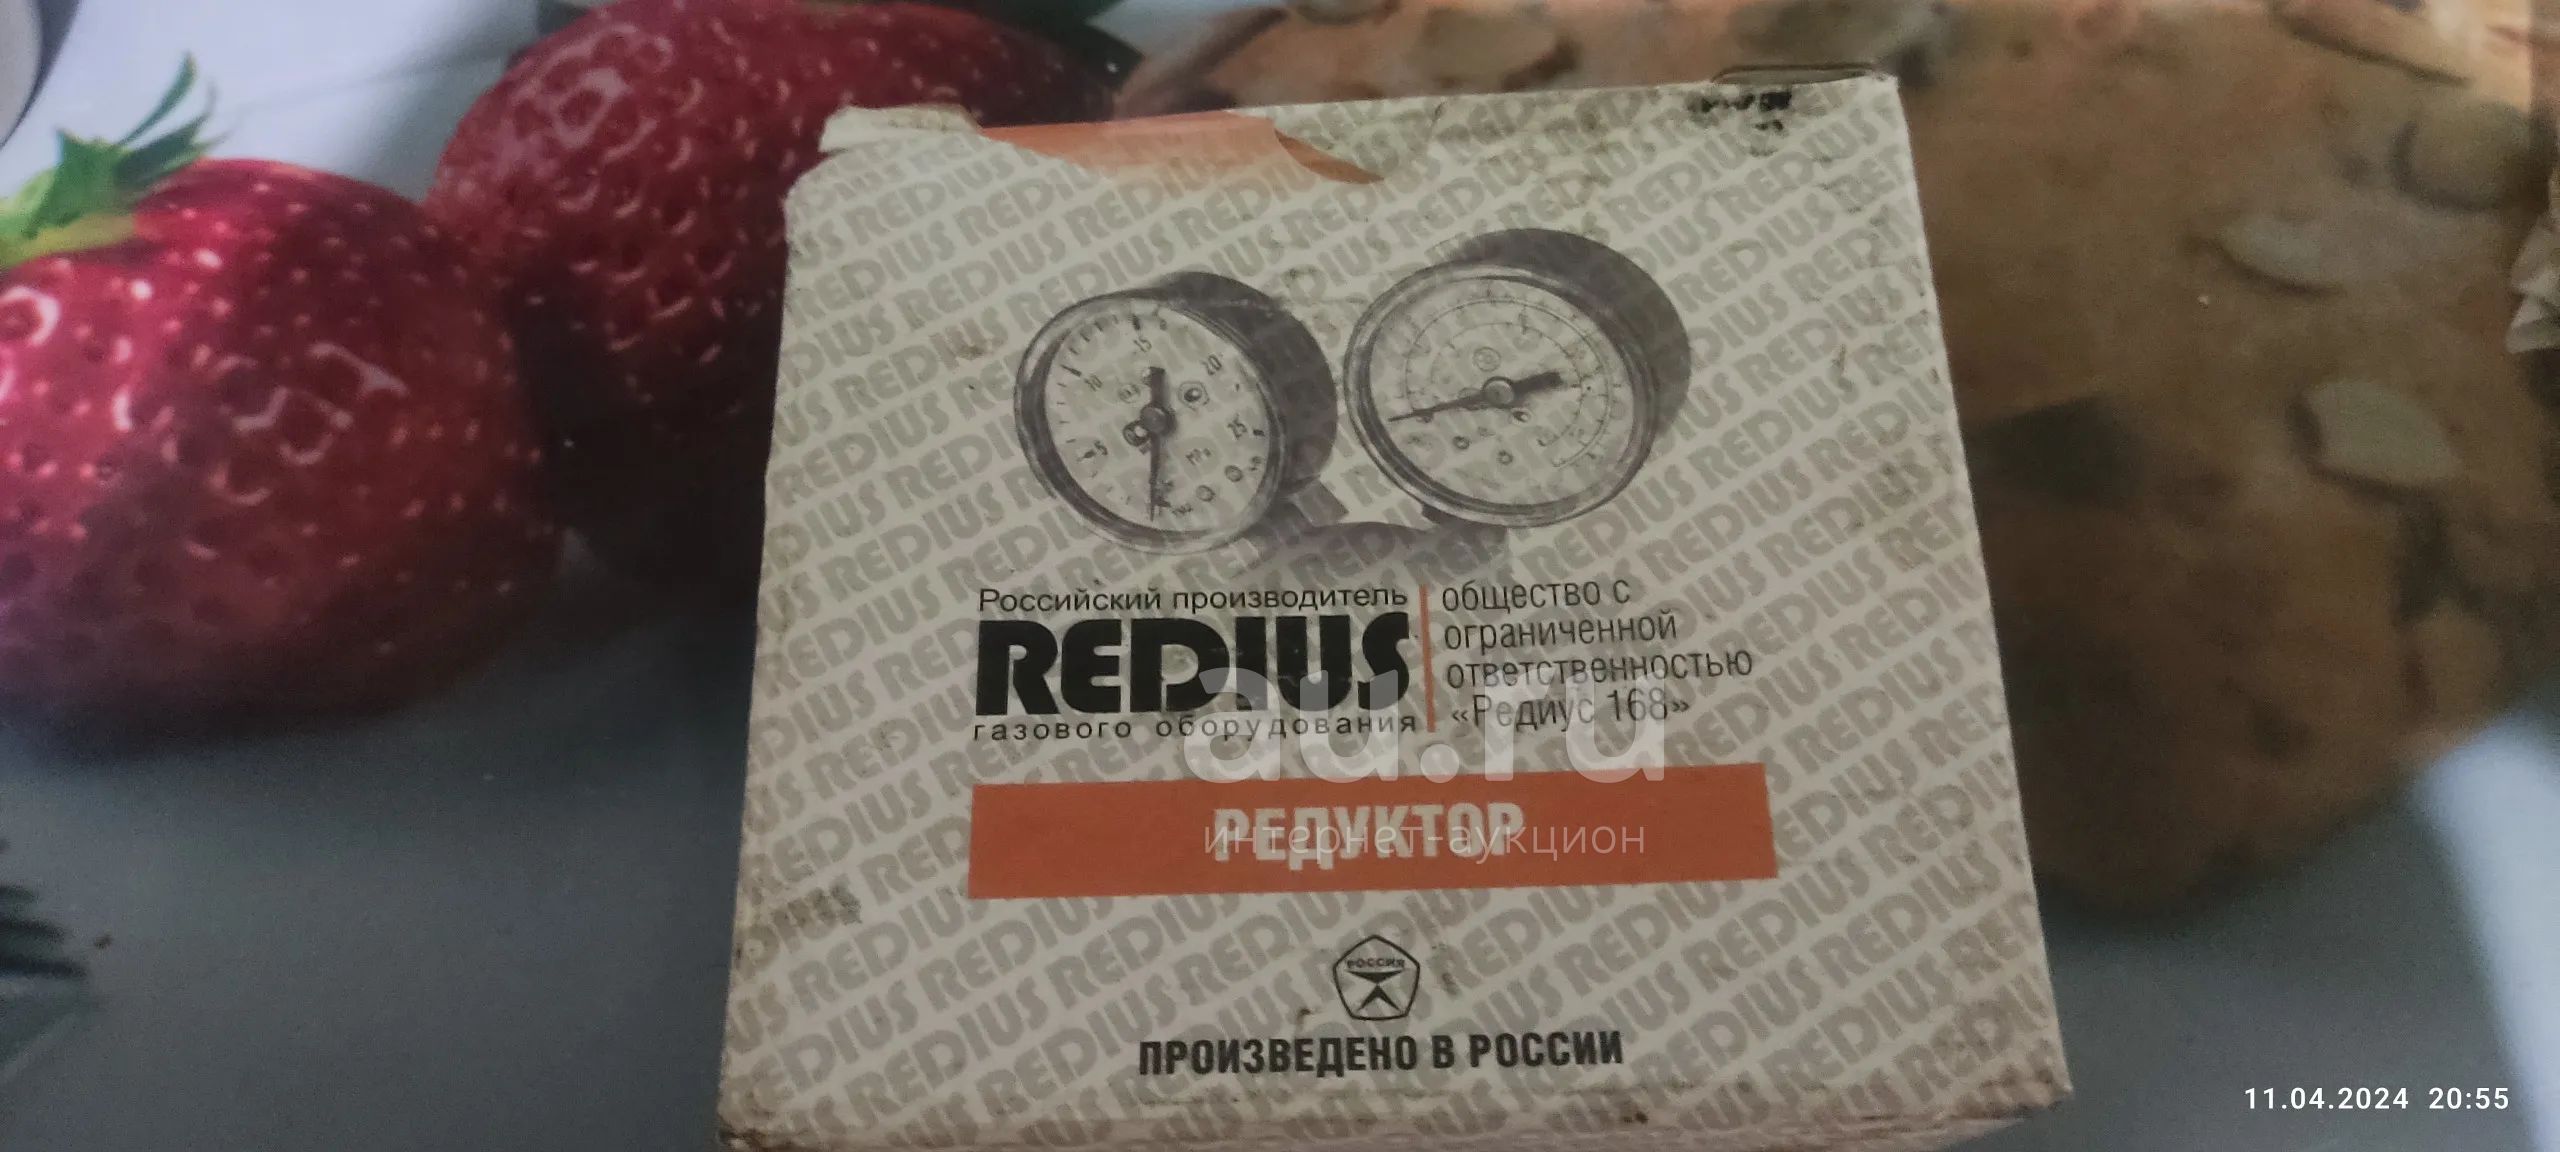 Российский производитель
REDIUS
газового оборудования
общество с
ограниченной
ответственностью
«Редиус 168»
au.ru
РЕДУКТОР
интернет-аукцион
РОССИЯ
ПРОИЗВЕДЕНО В РОССИИ
11.04.2024 20:55